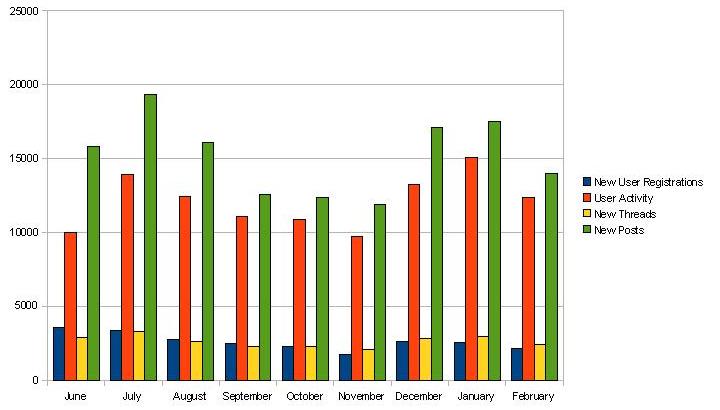 25000
20000
15000
10000
5000
0
June July August September October November December January February
New User Registrations
User Activity
New Threads
New Posts